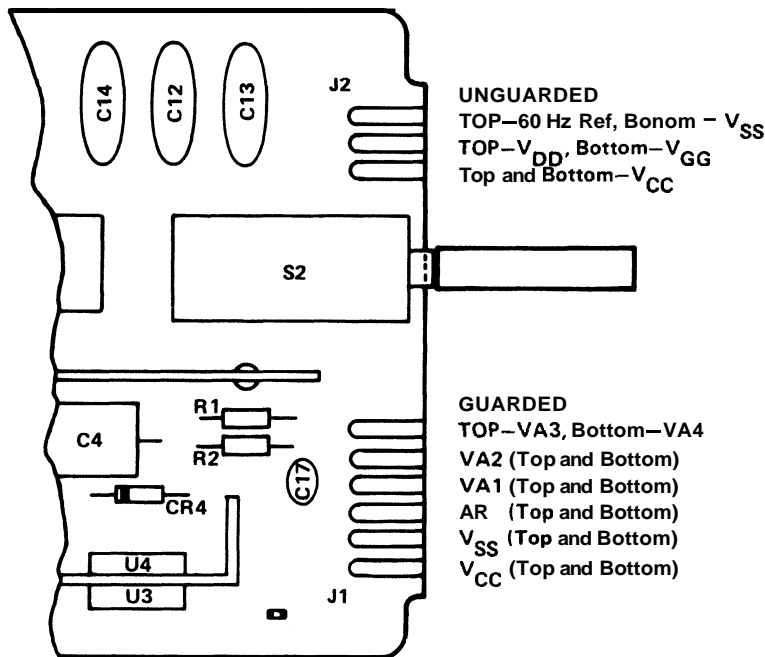 C14
C12
C13
J2
UNGUARDED
TOP—60 Hz Ref, Bonom — VSS
TOP—VDD, Bottom—VGG
Top and Bottom—VCC
S2
R1
R2
C4
C17
CR4
U4
U3
J1
GUARDED
TOP—VA3, Bottom—VA4
VA2 (Top and Bottom)
VA1 (Top and Bottom)
AR (Top and Bottom)
VSS (Top and Bottom)
VCC (Top and Bottom)